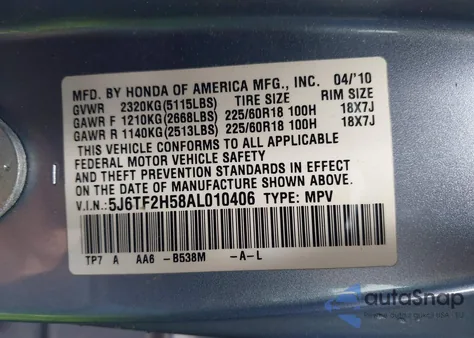 MFD. BY HONDA OF AMERICA MFG., INC. 04/'10
GVWR 2320KG(5115LBS) TIRE SIZE RIM SIZE
GAWR F 1210KG(2668LBS) 225/60R18 100H 18X7J
GAWR R 1140KG(2513LBS) 225/60R18 100H 18X7J
THIS VEHICLE CONFORMS TO ALL APPLICABLE
FEDERAL MOTOR VEHICLE SAFETY
AND THEFT PREVENTION STANDARDS IN EFFECT
ON THE DATE OF MANUFACTURE SHOWN ABOVE.
V.I.N.: 5J6TF2H58AL010406 TYPE: MPV
TP7 A AA6 -B538M -A-L
autoSnap